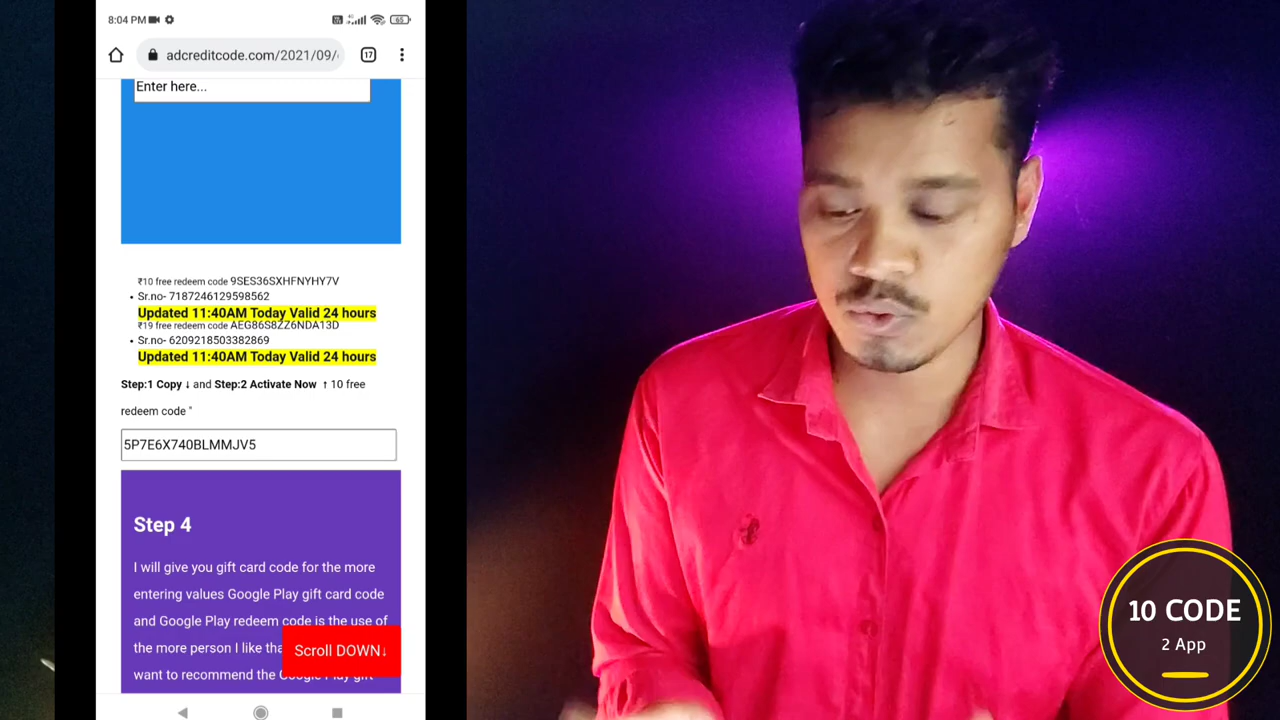 8:04 PM
65
adcreditcode.com/2021/09/
17
Enter here...
₹10 free redeem code 9SES36SXHFNYHY7V
• Sr.no- 7187246129598562
Updated 11:40AM Today Valid 24 hours
₹19 free redeem code AEG86S8ZZ6NDA13D
• Sr.no- 6209218503382869
Updated 11:40AM Today Valid 24 hours
Step:1 Copy ↓ and Step:2 Activate Now ↑ 10 free
redeem code *
5P7E6X740BLMMJV5
Step 4
I will give you gift card code for the more
entering values Google Play gift card code
and Google Play redeem code is the use of
the more person I like
want to recommend the Google Play gift
Scroll DOWN↓
10 CODE
2 App